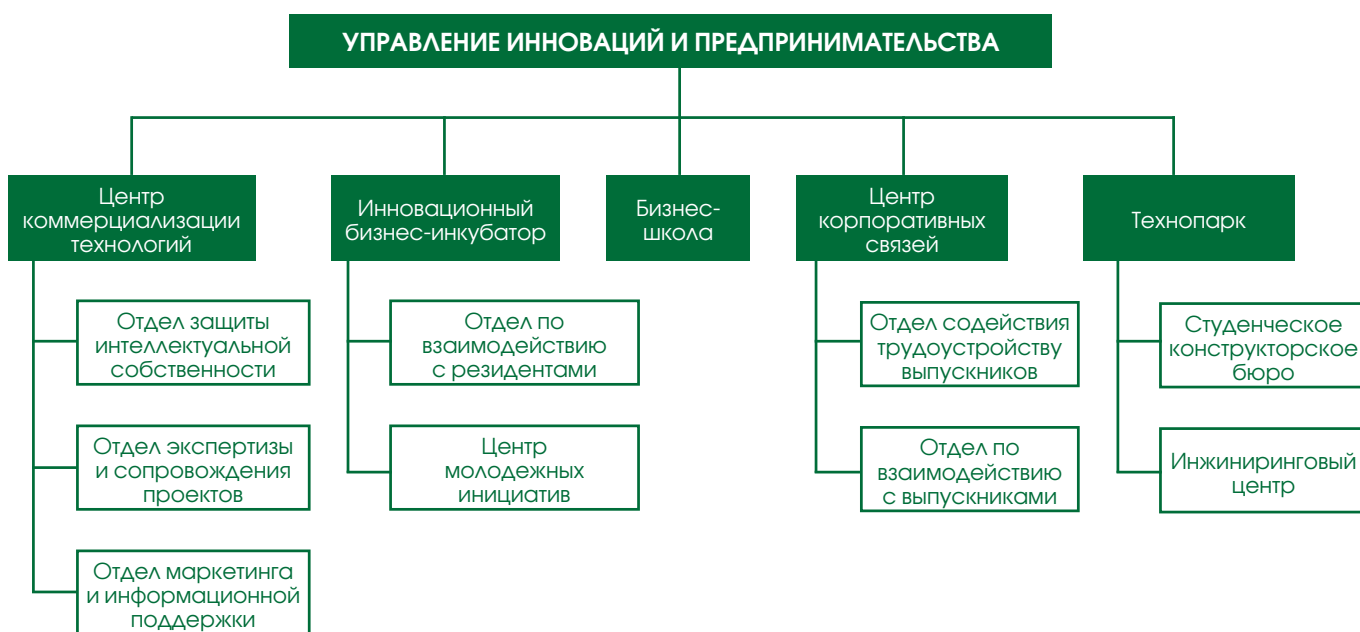 УПРАВЛЕНИЕ ИННОВАЦИЙ И ПРЕДПРИНИМАТЕЛЬСТВА
Центр
коммерциализации
технологий
Отдел защиты
интеллектуальной
собственности
Отдел экспертизы
и сопровождения
проектов
Отдел маркетинга
и информационной
поддержки
Инновационный
бизнес-инкубатор
Отдел по
взаимодействию
с резидентами
Центр
молодежных
инициатив
Бизнес-
школа
Центр
корпоративных
связей
Отдел содействия
трудоустройству
выпускников
Отдел по
взаимодействию
с выпускниками
Технопарк
Студенческое
конструкторское
бюро
Инжиниринговый
центр